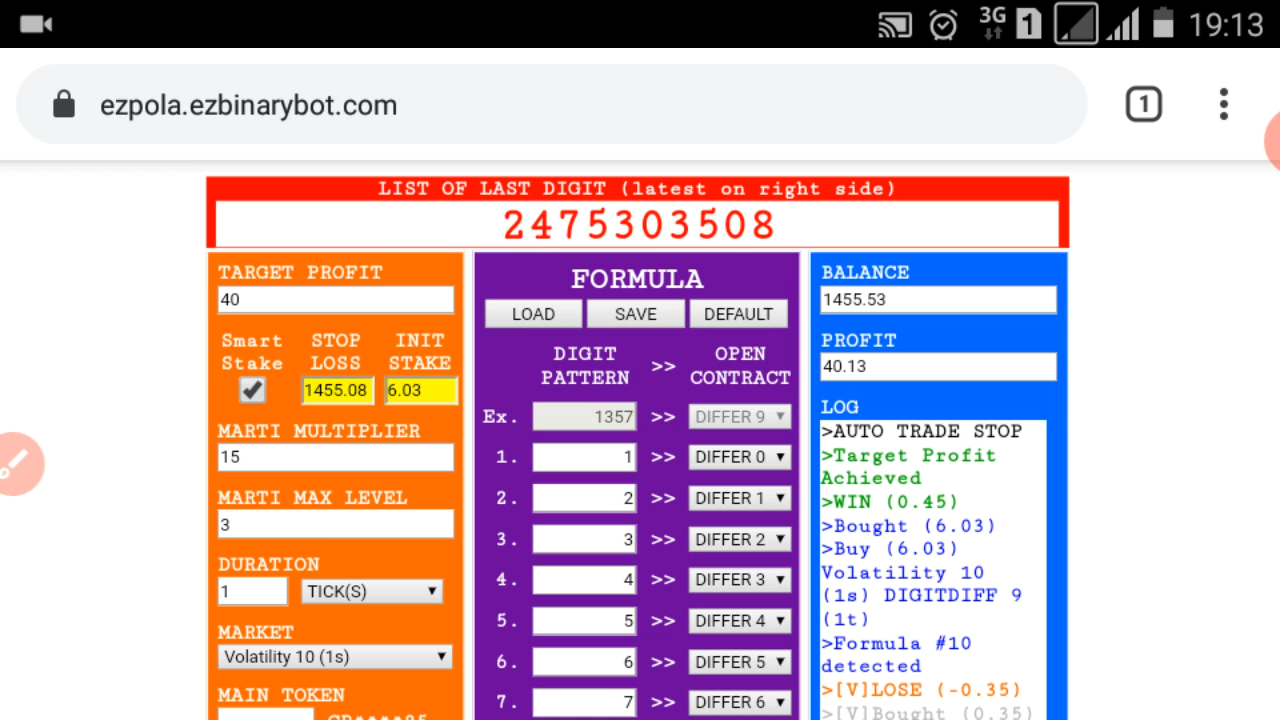 3G 1 19:13
ezpola.ezbinarybot.com 1
LIST OF LAST DIGIT (latest on right side)
2475303508
TARGET PROFIT
40
Smart Stake STOP LOSS INIT STAKE
1455.08 6.03
MARTI MULTIPLIER
15
MARTI MAX LEVEL
3
DURATION
1 TICK(S)
MARKET
Volatility 10 (1s)
MAIN TOKEN
FORMULA
LOAD SAVE DEFAULT
DIGIT PATTERN >> OPEN CONTRACT
Ex. 1357 >> DIFFER 9
1. 1 >> DIFFER 0
2. 2 >> DIFFER 1
3. 3 >> DIFFER 2
4. 4 >> DIFFER 3
5. 5 >> DIFFER 4
6. 6 >> DIFFER 5
7. 7 >> DIFFER 6
BALANCE
1455.53
PROFIT
40.13
LOG
>AUTO TRADE STOP
>Target Profit
Achieved
>WIN (0.45)
>Bought (6.03)
>Buy (6.03)
Volatility 10
(1s) DIGITDIFF 9
(1t)
>Formula #10
detected
>[V]LOSE (-0.35)
>[V]Bought (0.35)